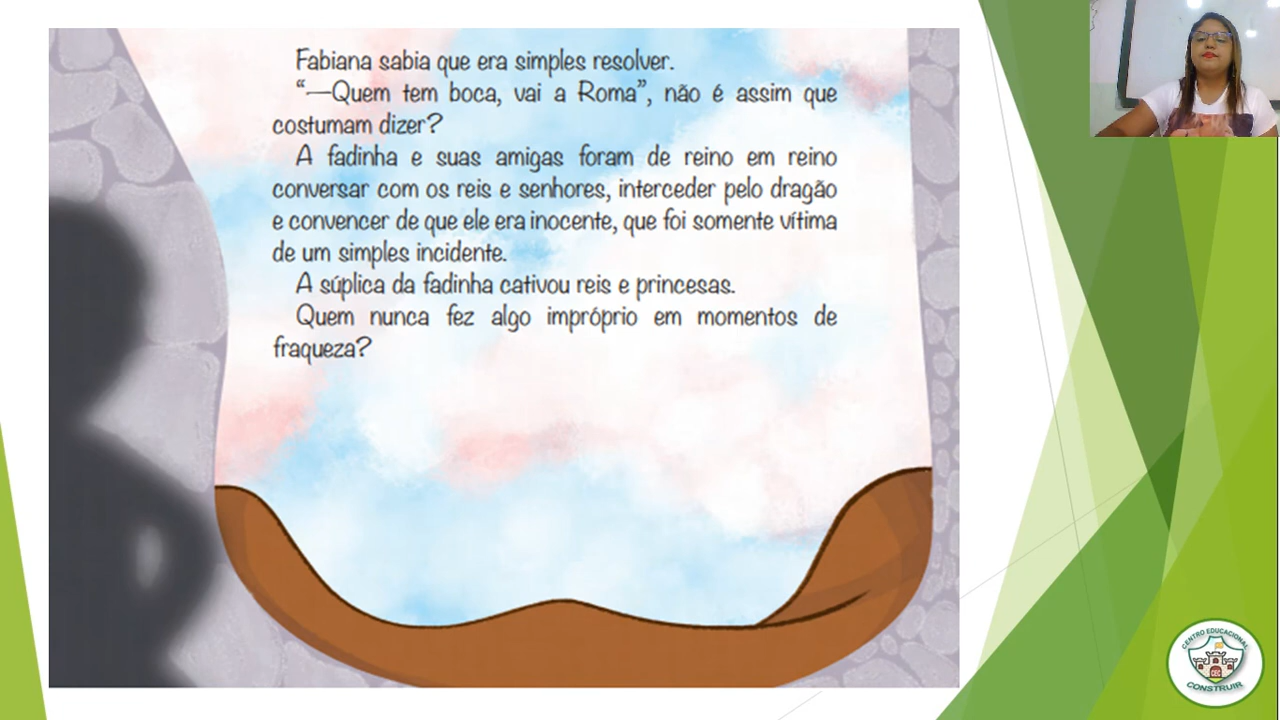 Fabiana sabia que era simples resolver.
“—Quem tem boca, vai a Roma”, não é assim que
costumam dizer?
A fadinha e suas amigas foram de reino em reino
conversar com os reis e senhores, interceder pelo dragão
e convencer de que ele era inocente, que foi somente vítima
de um simples incidente.
A súplica da fadinha cativou reis e princesas.
Quem nunca fez algo impróprio em momentos de
fraqueza?
CENTRO EDUCACIONAL
CEC
CONSTRUIR